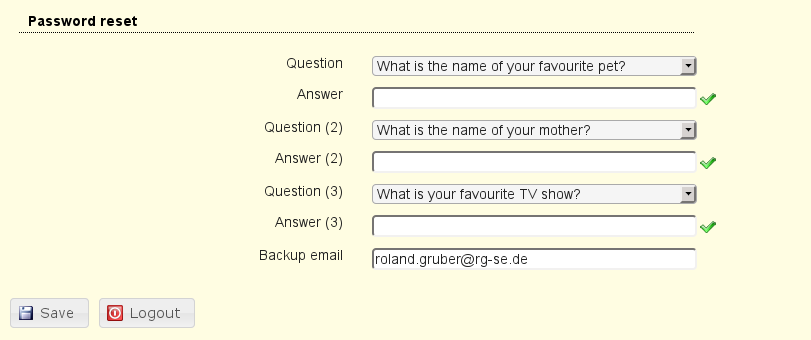 Password reset
Question What is the name of your favourite pet?
Answer
Question (2) What is the name of your mother?
Answer (2)
Question (3) What is your favourite TV show?
Answer (3)
Backup email roland.gruber@rg-se.de
Save Logout